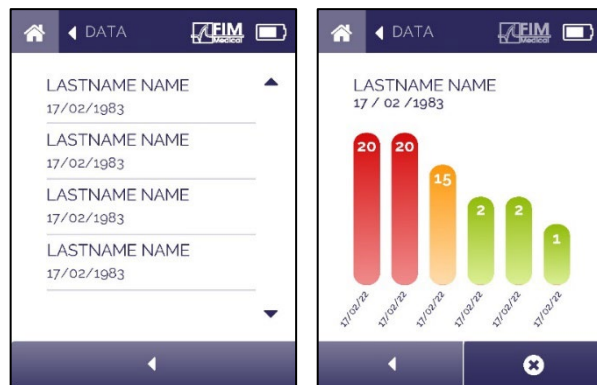 DATA
FIM
Medical
LASTNAME NAME
17/02/1983
LASTNAME NAME
17/02/1983
LASTNAME NAME
17/02/1983
LASTNAME NAME
17/02/1983
DATA
FIM
Medical
LASTNAME NAME
17 / 02 /1983
20 20 15 2 2 1
17/02/22 17/02/22 17/02/22 17/02/22 17/02/22 17/02/22